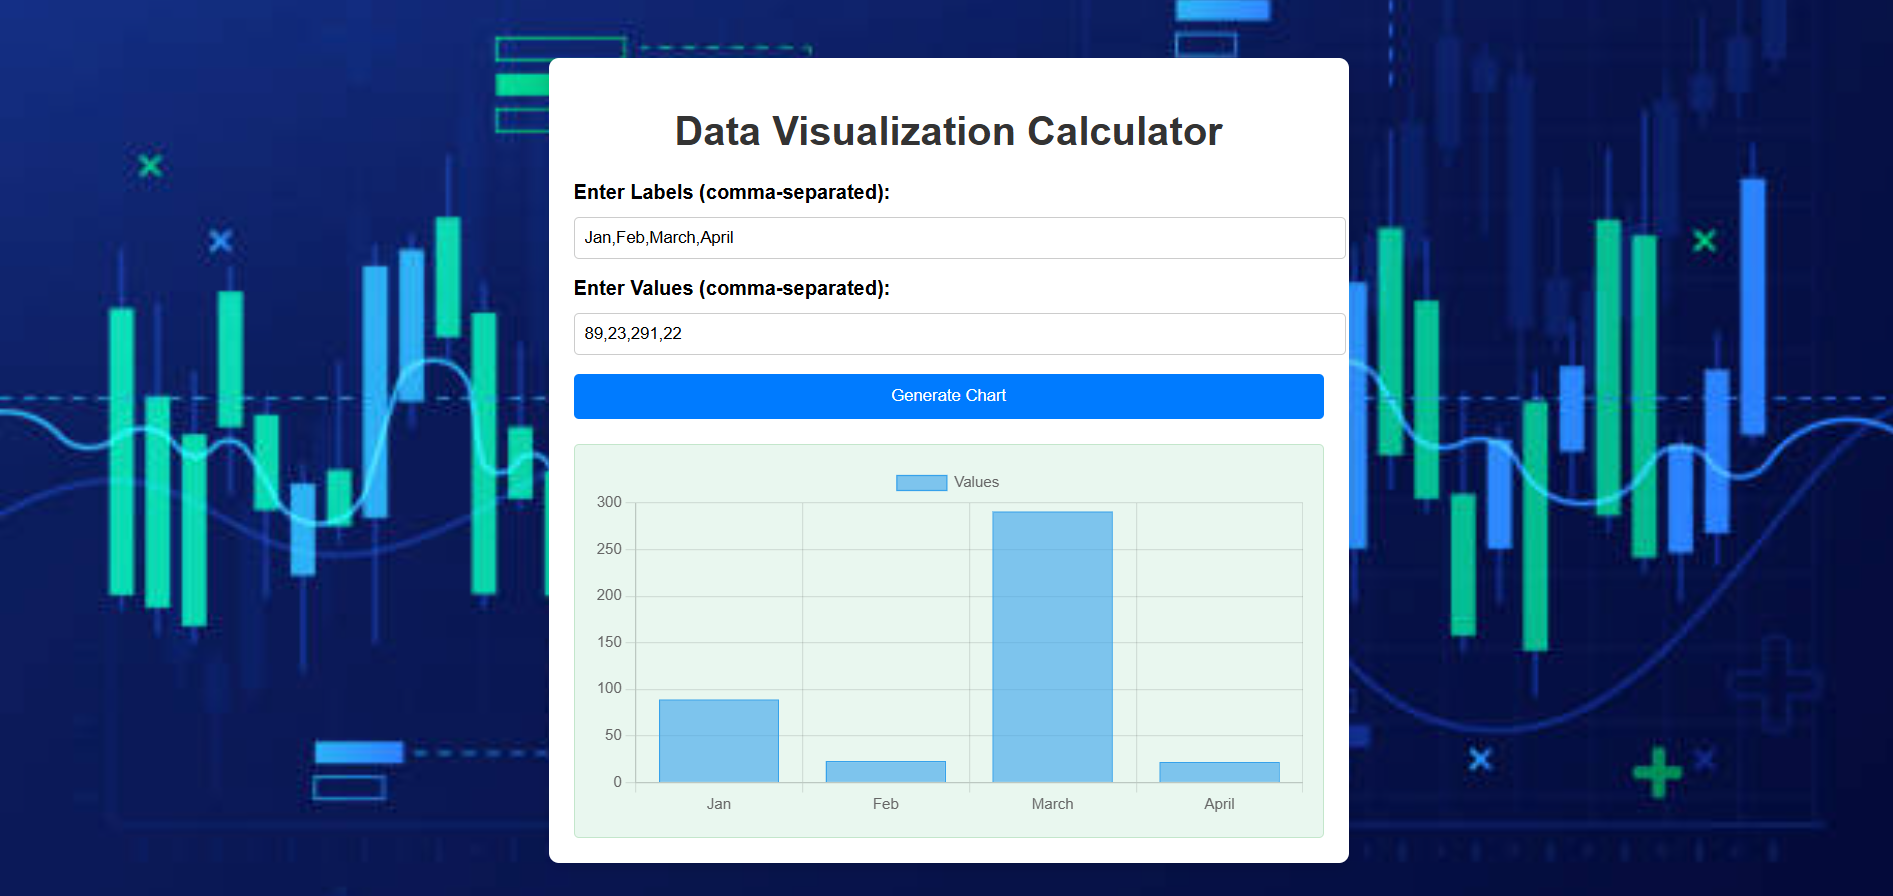 Data Visualization Calculator
Enter Labels (comma-separated):
Jan,Feb,March,April
Enter Values (comma-separated):
89,23,291,22
Generate Chart
Values
300
250
200
150
100
50
0
Jan Feb March April